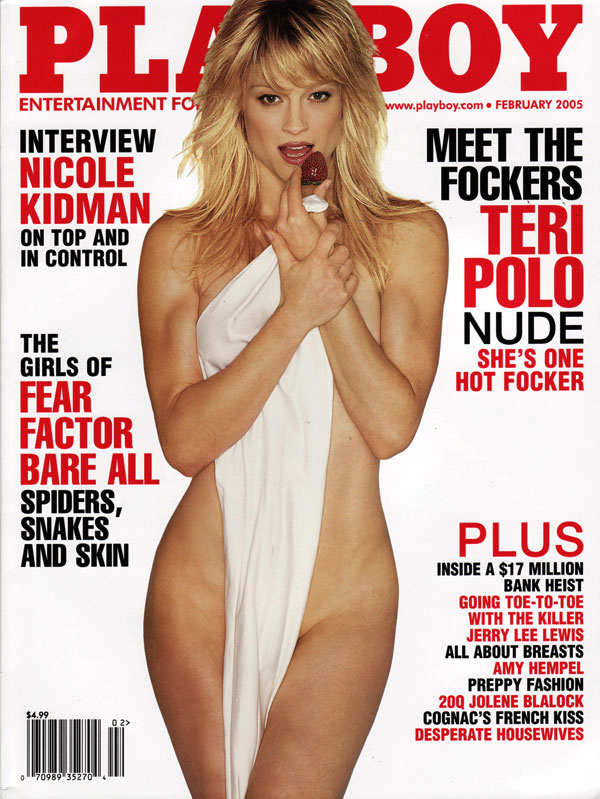 PLAYBOY
ENTERTAINMENT FO
www.playboy.com • FEBRUARY 2005
INTERVIEW
NICOLE
KIDMAN
ON TOP AND
IN CONTROL
MEET THE
FOCKERS
TERI
POLO
NUDE
SHE'S ONE
HOT FOCKER
THE
GIRLS OF
FEAR
FACTOR
BARE ALL
SPIDERS,
SNAKES
AND SKIN
PLUS
INSIDE A $17 MILLION
BANK HEIST
GOING TOE-TO-TOE
WITH THE KILLER
JERRY LEE LEWIS
ALL ABOUT BREASTS
AMY HEMPEL
PREPPY FASHION
20Q JOLENE BLALOCK
COGNAC'S FRENCH KISS
DESPERATE HOUSEWIVES
$4.99
02>
0 70989 35270 4